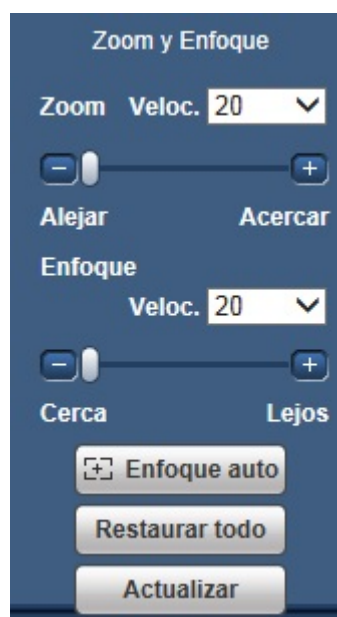 Zoom y Enfoque
Zoom Veloc. 20
Alejar Acercar
Enfoque
Veloc. 20
Cerca Lejos
Enfoque auto
Restaurar todo
Actualizar